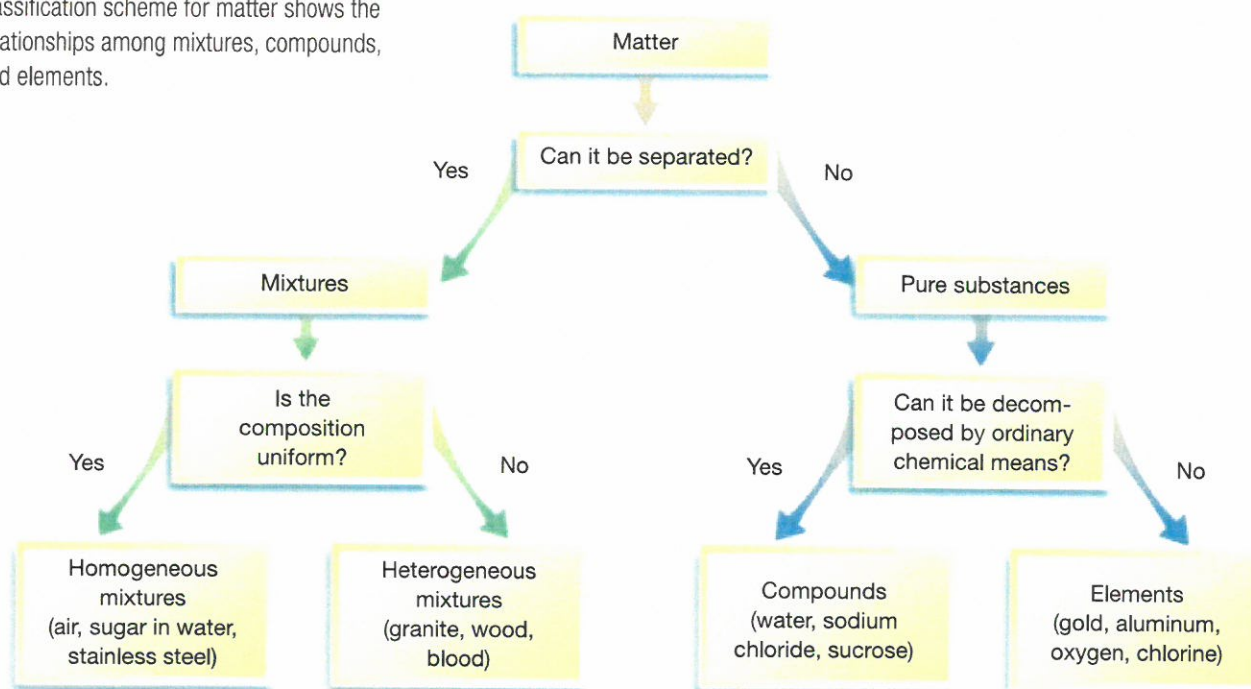 assification scheme for matter shows the
ationships among mixtures, compounds,
d elements.
Matter
Can it be separated?
Yes
No
Mixtures
Pure substances
Is the
composition
uniform?
Can it be decom-
posed by ordinary
chemical means?
Yes
No
Yes
No
Homogeneous
mixtures
(air, sugar in water,
stainless steel)
Heterogeneous
mixtures
(granite, wood,
blood)
Compounds
(water, sodium
chloride, sucrose)
Elements
(gold, aluminum,
oxygen, chlorine)